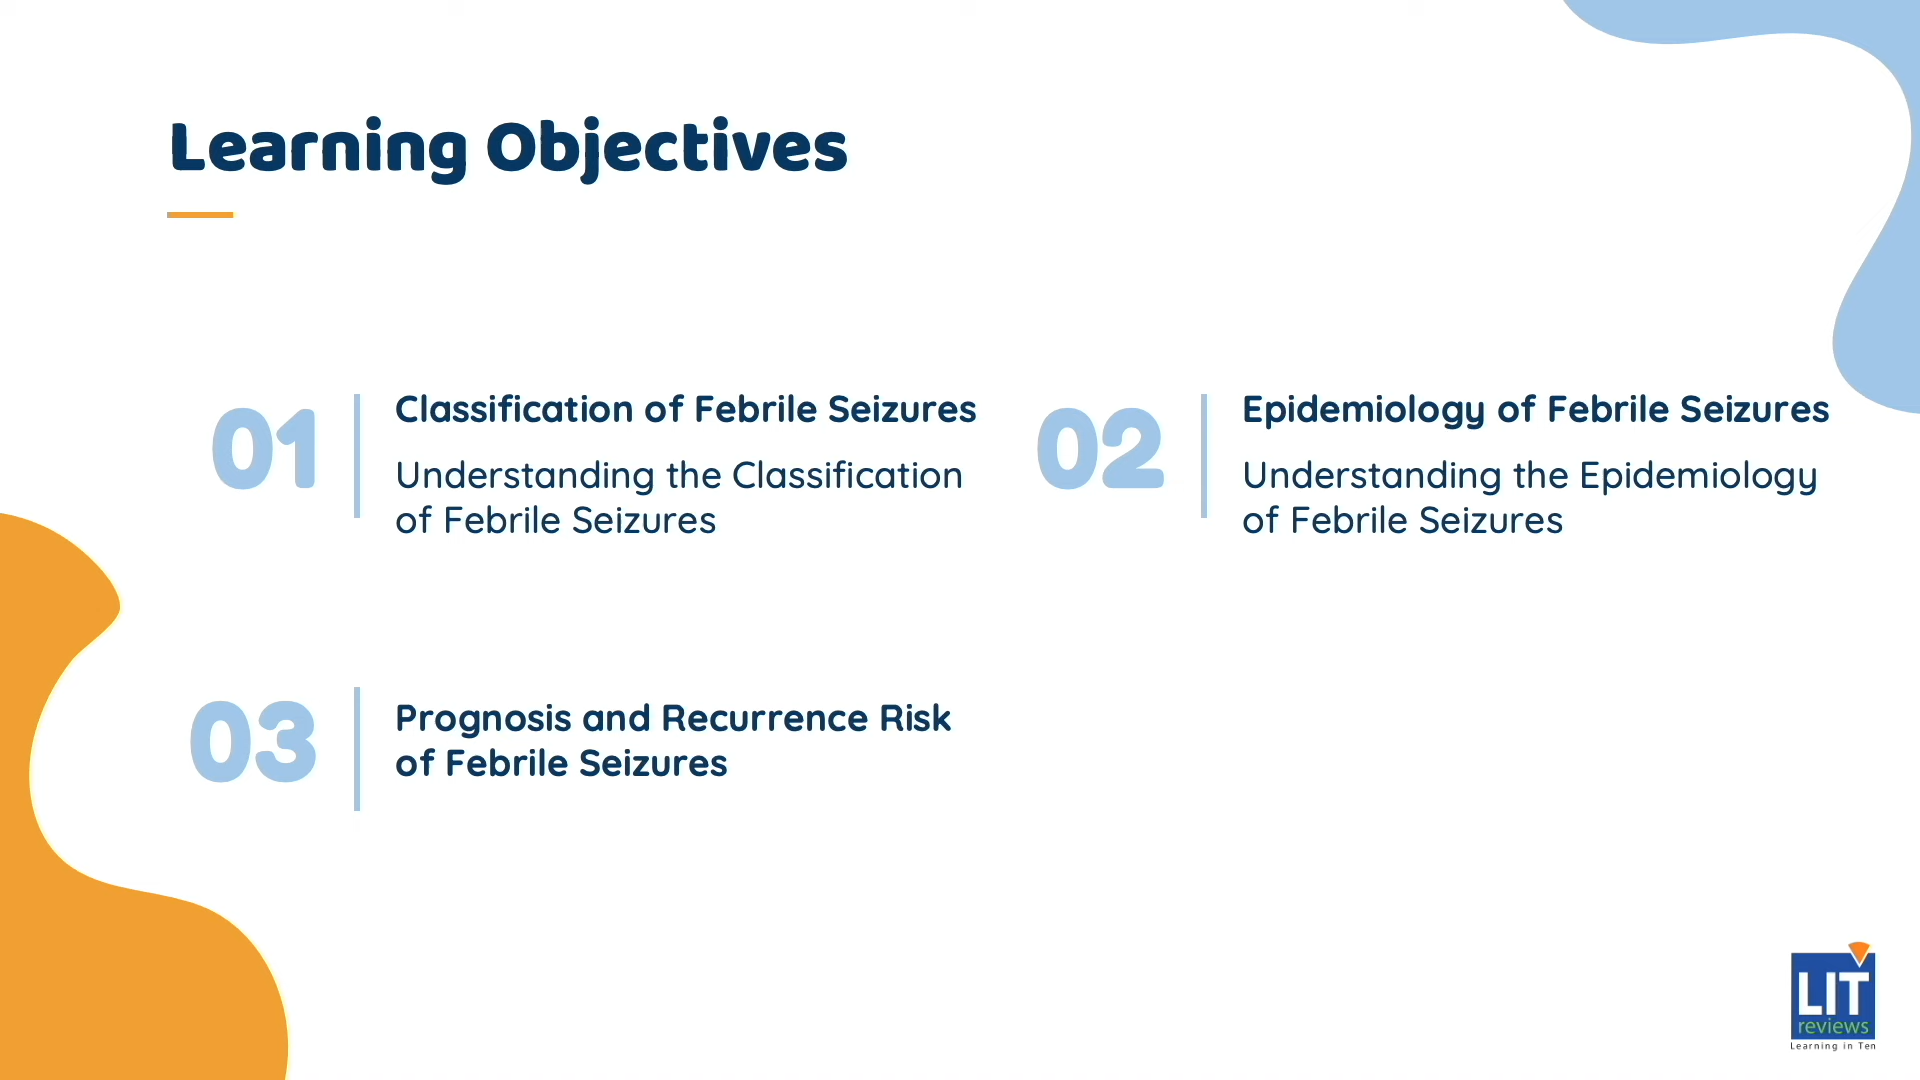 Learning Objectives
01
Classification of Febrile Seizures
Understanding the Classification
of Febrile Seizures
02
Epidemiology of Febrile Seizures
Understanding the Epidemiology
of Febrile Seizures
03
Prognosis and Recurrence Risk
of Febrile Seizures
LIT
reviews
Learning in Ten